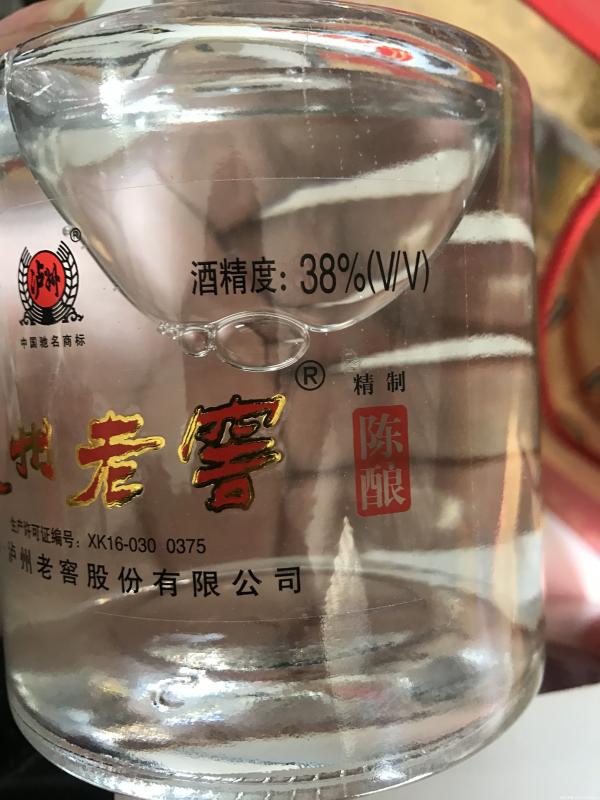 酒精度: 38%(V/V)
泸州
®
中国驰名商标
州老窖®
精制
陈酿
生产许可证编号: XK16-030 0375
泸州老窖股份有限公司